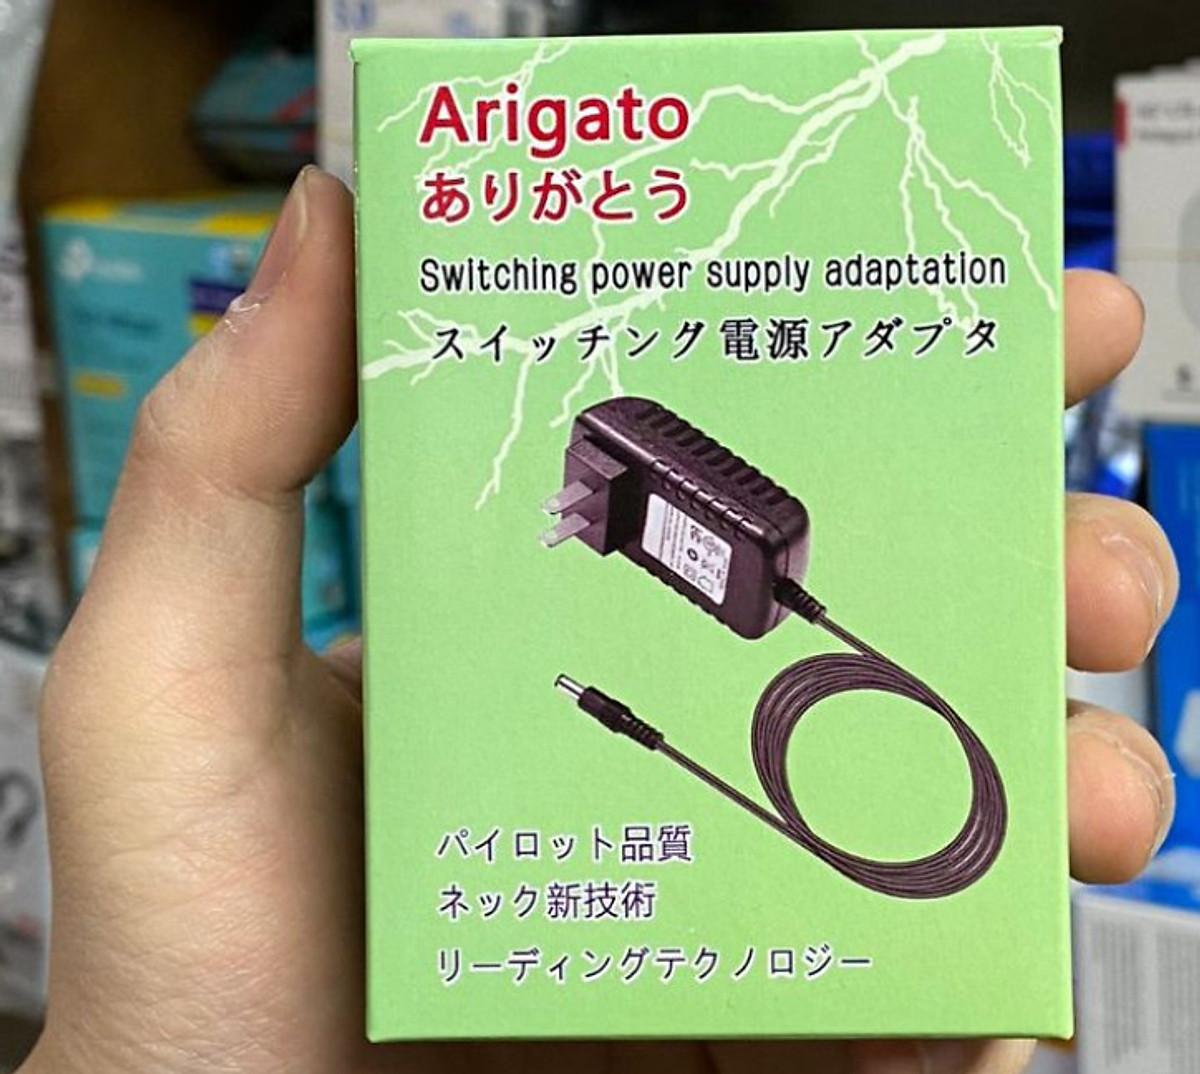 Arigato
ありがとう
Switching power supply adaptation
スイッチング電源アダプタ
パイロット品質
ネック新技術
リーディングテクノロジー